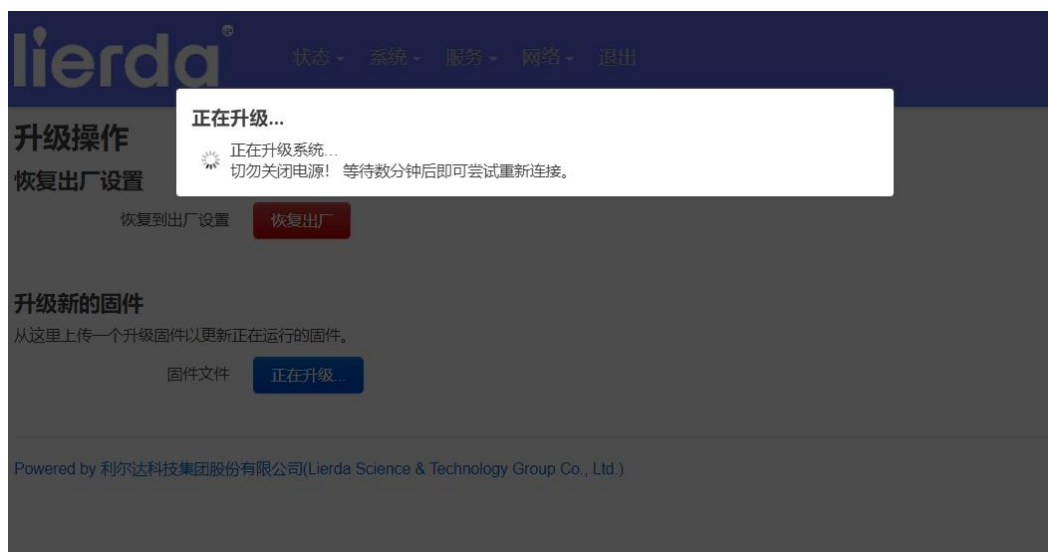 lierda®
状态 系统 服务 网络 退出
正在升级...
正在升级系统...
切勿关闭电源! 等待数分钟后即可尝试重新连接。
升级操作
恢复出厂设置
恢复到出厂设置 恢复出厂
升级新的固件
从这里上传一个升级固件以更新正在运行的固件。
固件文件 正在升级...
Powered by 利尔达科技集团股份有限公司(Lierda Science & Technology Group Co., Ltd.)